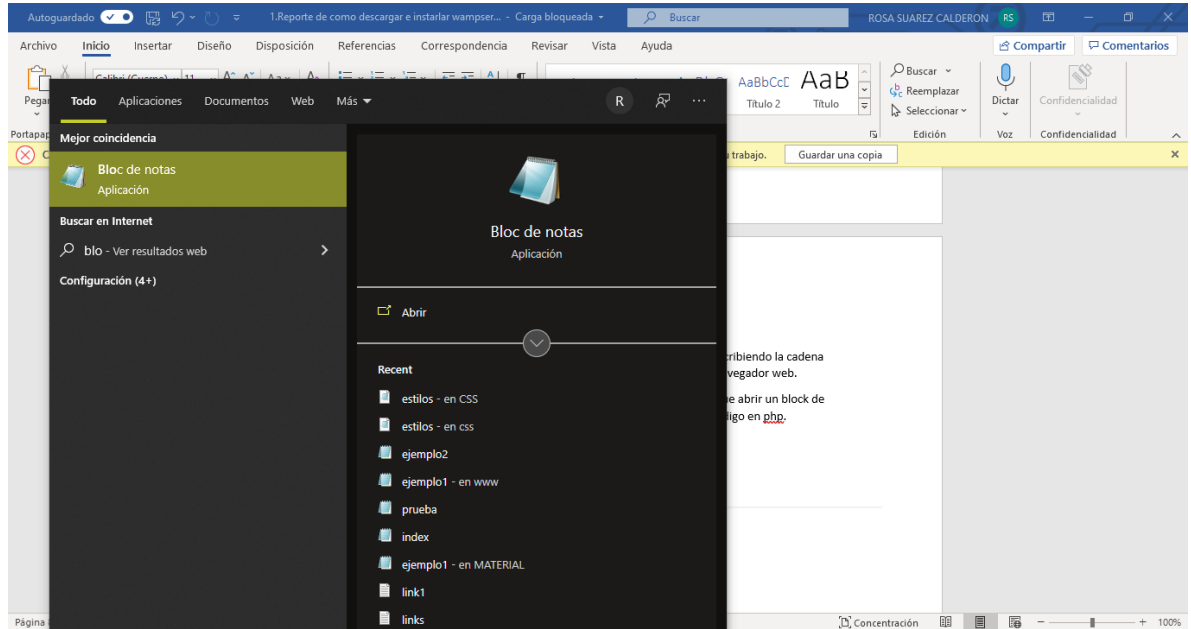 Autoguardado
1.Reporte de como descargar e instarlar wampser... - Carga bloqueada
Buscar
ROSA SUAREZ CALDERON RS
Archivo Inicio Insertar Diseño Disposición Referencias Correspondencia Revisar Vista Ayuda
Compartir Comentarios
Pegar
AaBbCcD AaB
Título 2 Título
Buscar
Reemplazar
Seleccionar
Dictar
Confidencialidad
Edición Voz Confidencialidad
Todo Aplicaciones Documentos Web Más R ...
trabajo. Guardar una copia
Mejor coincidencia
Bloc de notas
Aplicación
Buscar en Internet
blo - Ver resultados web
Configuración (4+)
Bloc de notas
Aplicación
Abrir
Recent
estilos - en CSS
estilos - en css
ejemplo2
ejemplo1 - en www
prueba
index
ejemplo1 - en MATERIAL
link1
links
cribiendo la cadena
vegador web.
e abrir un block de
igo en php.
Página
Concentración
100%